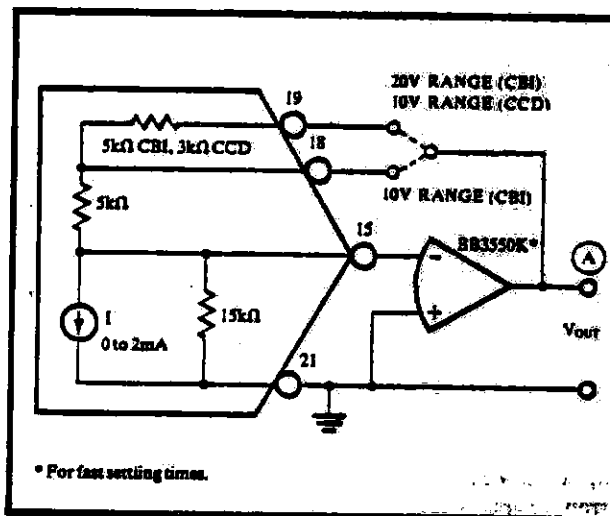 20V RANGE (CBI)
10V RANGE (CCD)
19
5kΩ CBI, 3kΩ CCD
18
10V RANGE (CBI)
5kΩ
15
BB3550K*
−
A
I
0 to 2mA
15kΩ
+
VOUT
21
* For fast settling times.